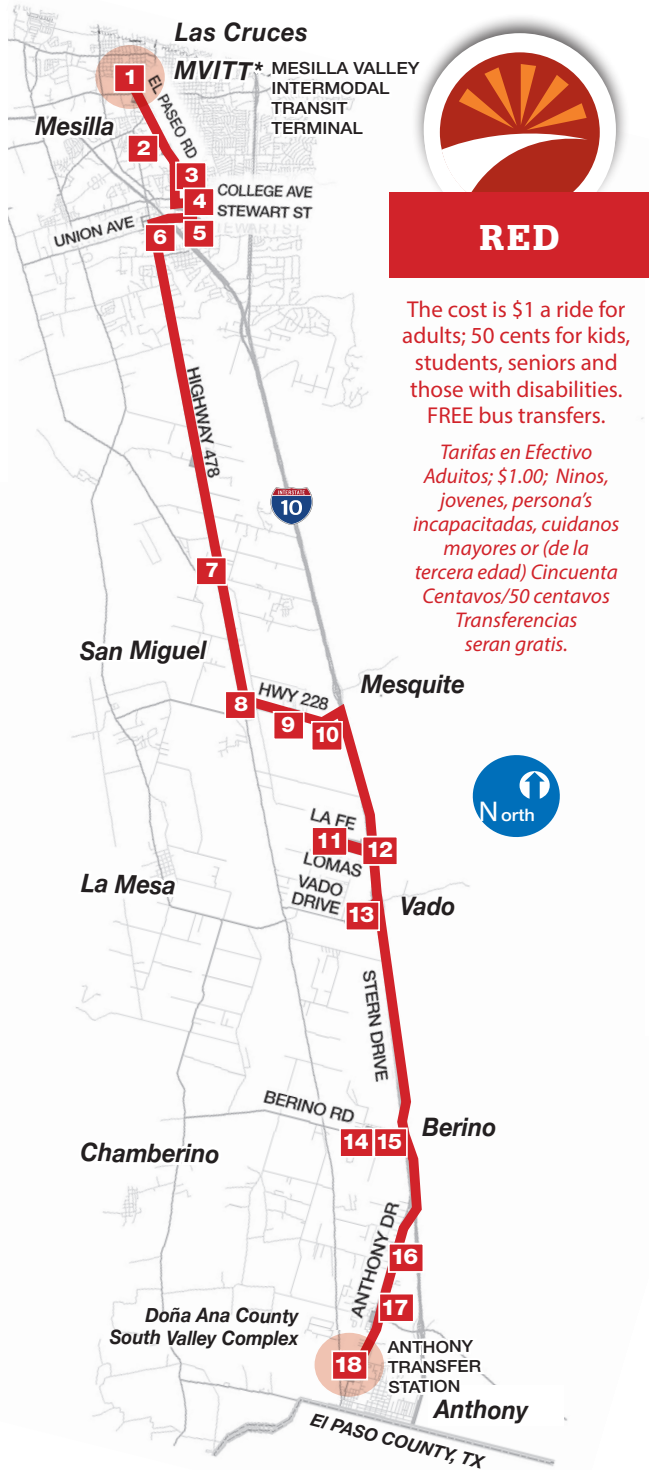 Las Cruces
MVITT* MESILLA VALLEY
INTERMODAL
TRANSIT
TERMINAL
1
EL PASEO RD
Mesilla
2
3
4
COLLEGE AVE
STEWART ST
STEWART ST
UNION AVE
5
6
RED
The cost is $1 a ride for
adults; 50 cents for kids,
students, seniors and
those with disabilities.
FREE bus transfers.
Tarifas en Efectivo
Aduitos; $1.00; Ninos,
jovenes, persona's
incapacitadas, cuidanos
mayores or (de la
tercera edad) Cincuenta
Centavos/50 centavos
Transferencias
seran gratis.
HIGHWAY 478
INTERSTATE
10
7
San Miguel
Mesquite
8
HWY 228
9
10
North
LA FE
11
12
LOMAS
VADO
DRIVE
13
Vado
La Mesa
STERN DRIVE
BERINO RD
14
15
Berino
Chamberino
ANTHONY DR
16
17
Doña Ana County
South Valley Complex
18
ANTHONY
TRANSFER
STATION
Anthony
El PASO COUNTY, TX